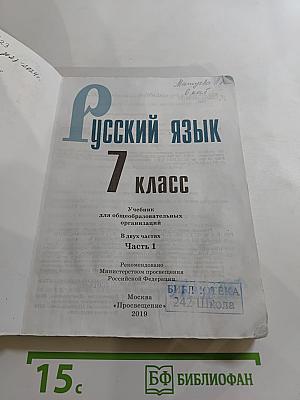 Русский язык
7 класс
Учебник
для общеобразовательных
организаций
В двух частях
Часть 1
Рекомендовано
Министерством просвещения
Российской Федерации
Москва
«Просвещение»
2019
БИБЛИОТЕКА
242 Школа
15с
БФ БИБЛИОФАН